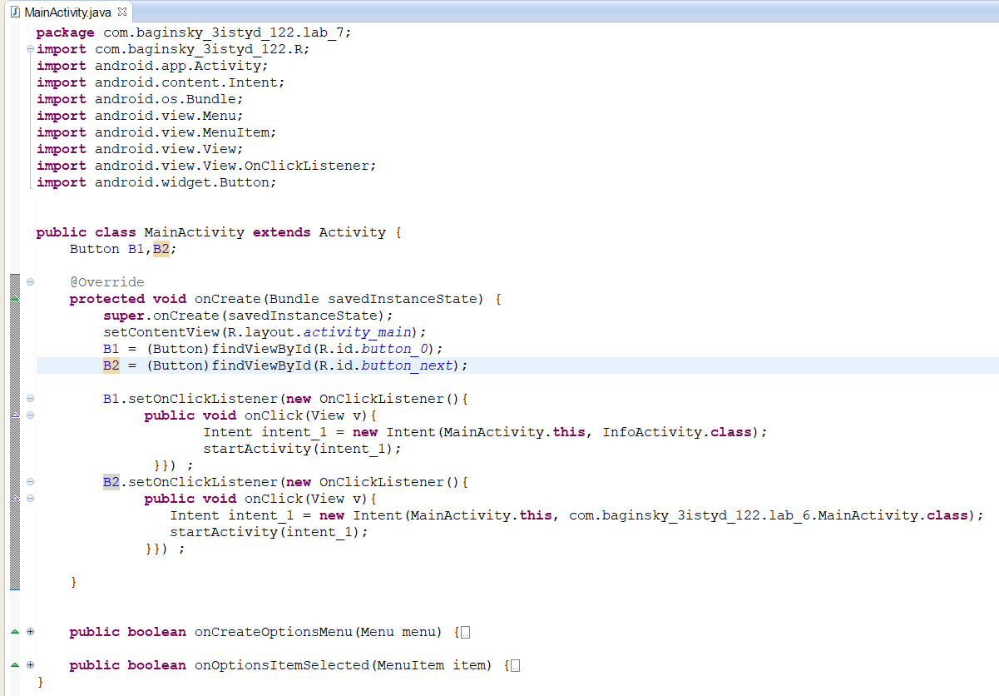 MainActivity.java
package com.baginsky_3istyd_122.lab_7;
import com.baginsky_3istyd_122.R;
import android.app.Activity;
import android.content.Intent;
import android.os.Bundle;
import android.view.Menu;
import android.view.MenuItem;
import android.view.View;
import android.view.View.OnClickListener;
import android.widget.Button;
public class MainActivity extends Activity {
    Button B1,B2;
    @Override
    protected void onCreate(Bundle savedInstanceState) {
        super.onCreate(savedInstanceState);
        setContentView(R.layout.activity_main);
        B1 = (Button)findViewById(R.id.button_0);
        B2 = (Button)findViewById(R.id.button_next);
        B1.setOnClickListener(new OnClickListener(){
             public void onClick(View v){
                    Intent intent_1 = new Intent(MainActivity.this, InfoActivity.class);
                    startActivity(intent_1);
              }}) ;
        B2.setOnClickListener(new OnClickListener(){
             public void onClick(View v){
                Intent intent_1 = new Intent(MainActivity.this, com.baginsky_3istyd_122.lab_6.MainActivity.class);
                startActivity(intent_1);
             }}) ;
    }
    public boolean onCreateOptionsMenu(Menu menu) {..
    public boolean onOptionsItemSelected(MenuItem item) {..
}